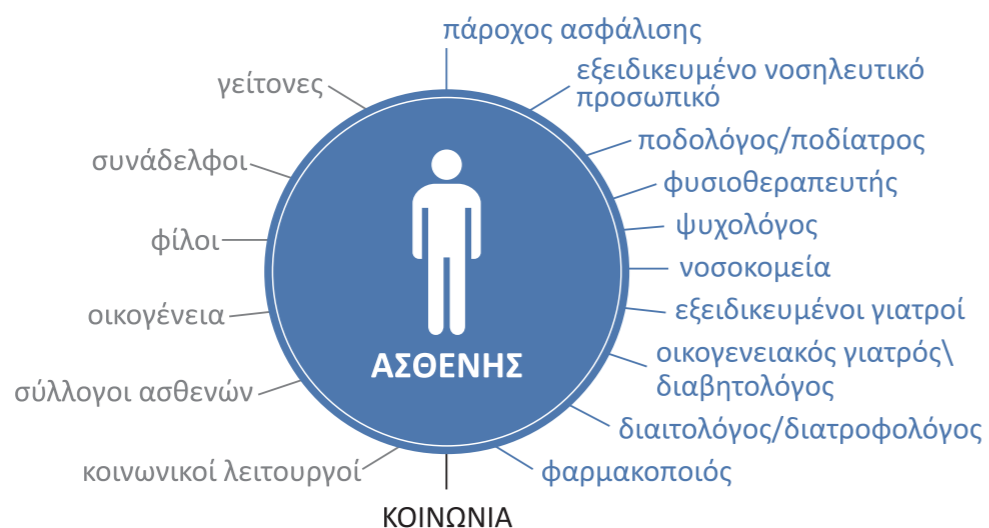 πάροχος ασφάλισης
εξειδικευμένο νοσηλευτικό
προσωπικό
ποδολόγος/ποδίατρος
φυσιοθεραπευτής
ψυχολόγος
νοσοκομεία
εξειδικευμένοι γιατροί
οικογενειακός γιατρός\
διαβητολόγος
διαιτολόγος/διατροφολόγος
φαρμακοποιός
ΚΟΙΝΩΝΙΑ
κοινωνικοί λειτουργοί
σύλλογοι ασθενών
οικογένεια
φίλοι
συνάδελφοι
γείτονες
ΑΣΘΕΝΗΣ